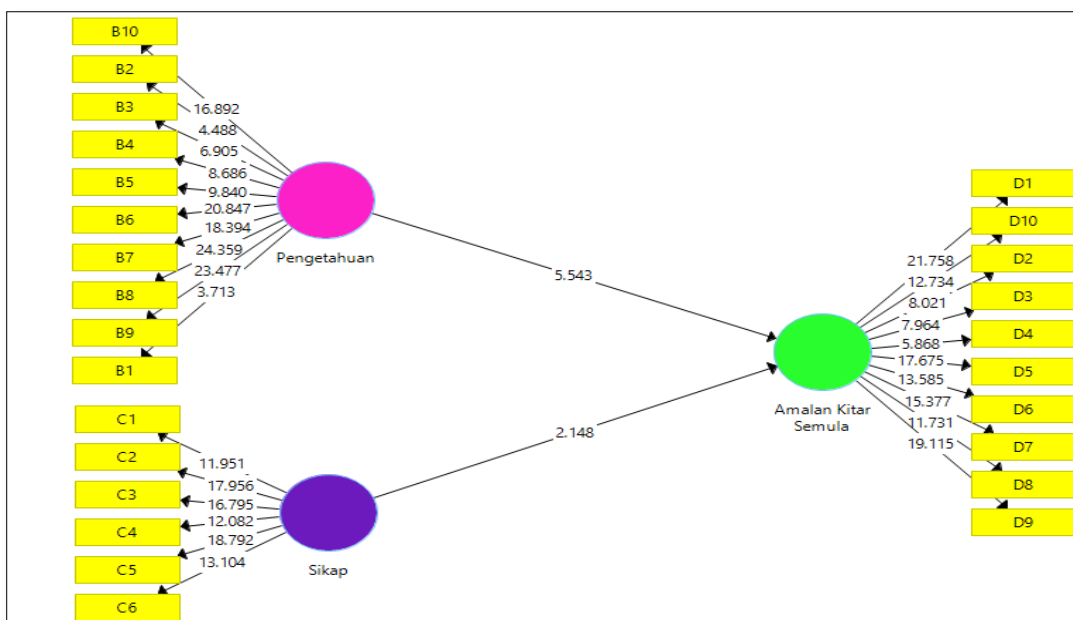 B10
B2
B3
B4
B5
B6
B7
B8
B9
B1
16.892
4.488
6.905
8.686
9.840
20.847
18.394
24.359
23.477
3.713
Pengetahuan
5.543
C1
C2
C3
C4
C5
C6
11.951
17.956
16.795
12.082
18.792
13.104
Sikap
2.148
Amalan Kitar
Semula
21.758
12.734
8.021
7.964
5.868
17.675
13.585
15.377
11.731
19.115
D1
D10
D2
D3
D4
D5
D6
D7
D8
D9